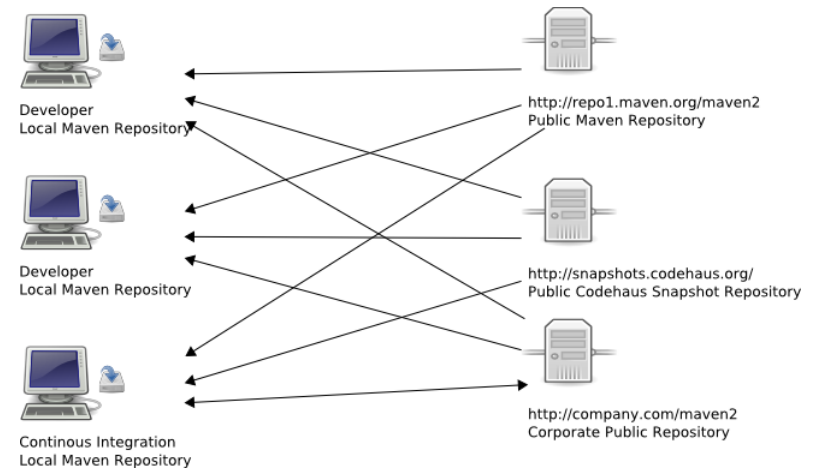 Developer
Local Maven Repository
http://repo1.maven.org/maven2
Public Maven Repository
Developer
Local Maven Repository
http://snapshots.codehaus.org/
Public Codehaus Snapshot Repository
Continous Integration
Local Maven Repository
http://company.com/maven2
Corporate Public Repository